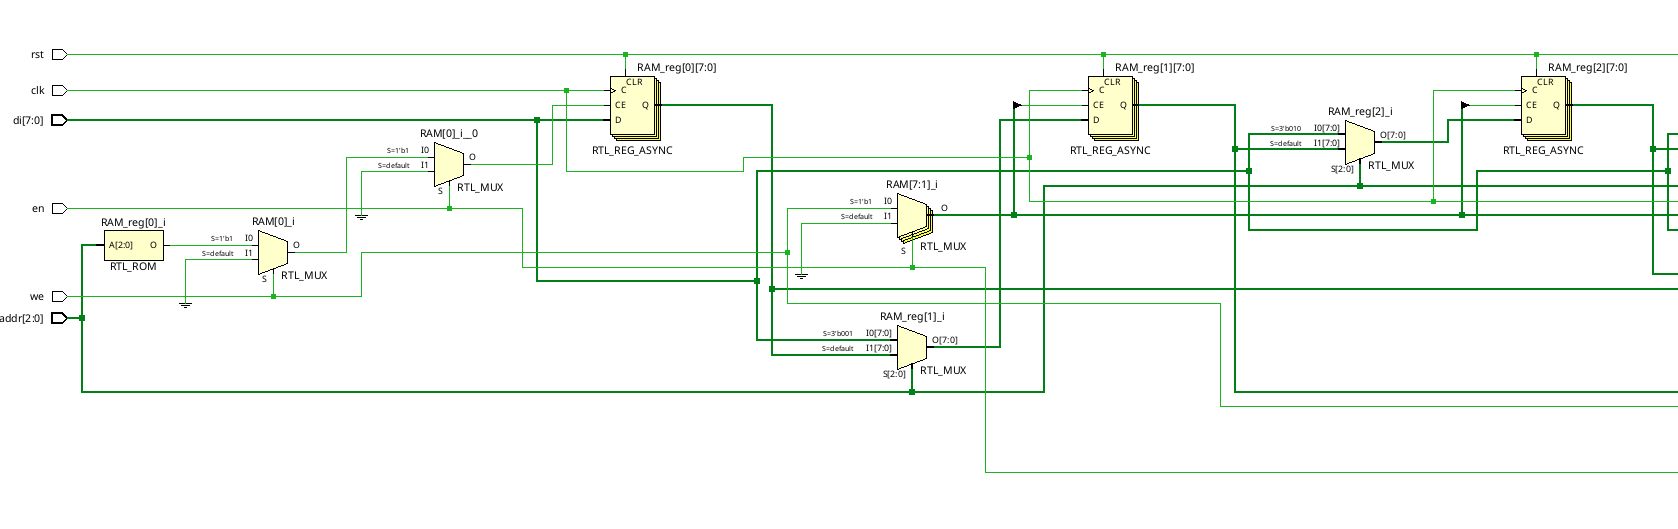 rst
clk
di[7:0]
en
we
addr[2:0]
RAM_reg[0]_i
A[2:0] O
RTL_ROM
RAM[0]_i
S=1'b1 I0
S=default I1
O
S
RTL_MUX
RAM[0]_i__0
S=1'b1 I0
S=default I1
O
S
RTL_MUX
RAM_reg[0][7:0]
CLR
C
CE Q
D
RTL_REG_ASYNC
RAM[7:1]_i
S=1'b1 I0
S=default I1
O
S
RTL_MUX
RAM_reg[1]_i
S=3'b001 I0[7:0]
S=default I1[7:0]
O[7:0]
S[2:0]
RTL_MUX
RAM_reg[1][7:0]
CLR
C
CE Q
D
RTL_REG_ASYNC
RAM_reg[2]_i
S=3'b010 I0[7:0]
S=default I1[7:0]
O[7:0]
S[2:0]
RTL_MUX
RAM_reg[2][7:0]
CLR
C
CE Q
D
RTL_REG_ASYNC